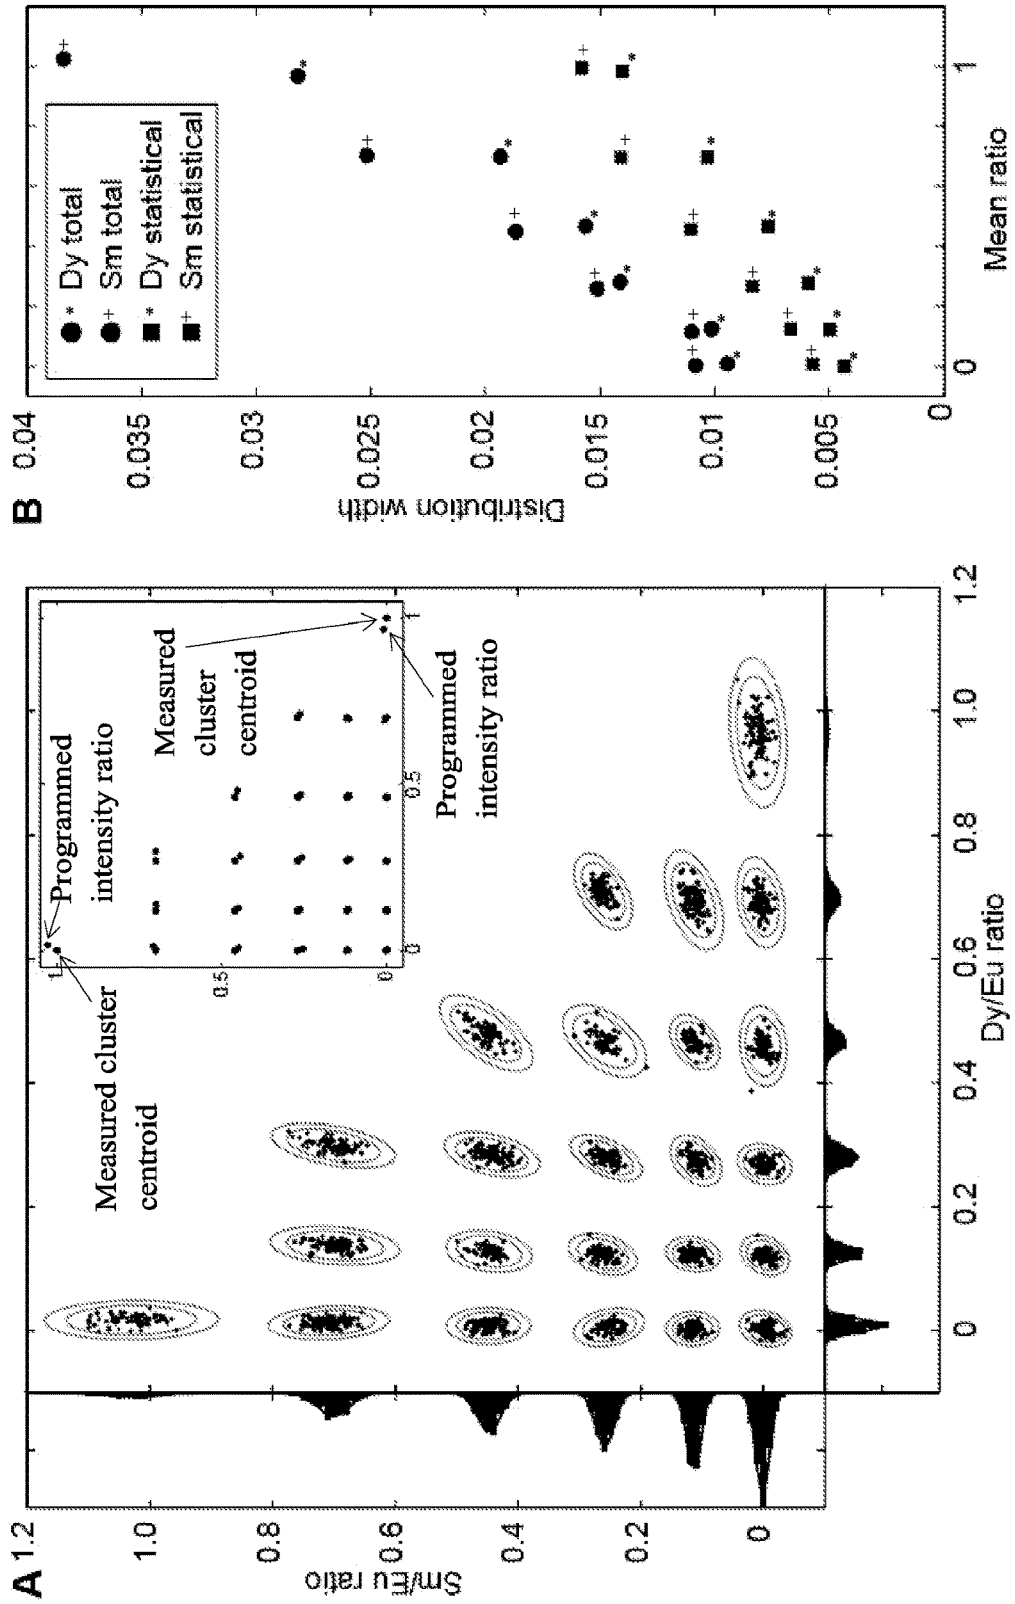 A
1.2
1.0
0.8
0.6
0.4
0.2
0
Sm/Eu ratio
0
0.2
0.4
0.6
0.8
1.0
1.2
Dy/Eu ratio
Measured cluster
centroid
Programmed
intensity ratio
Measured
cluster
centroid
Programmed
intensity ratio
1
0.5
0
0
0.5
1
B
0.04
0.035
0.03
0.025
0.02
0.015
0.01
0.005
0
Distribution width
0
1
Mean ratio
* Dy total
+ Sm total
* Dy statistical
+ Sm statistical